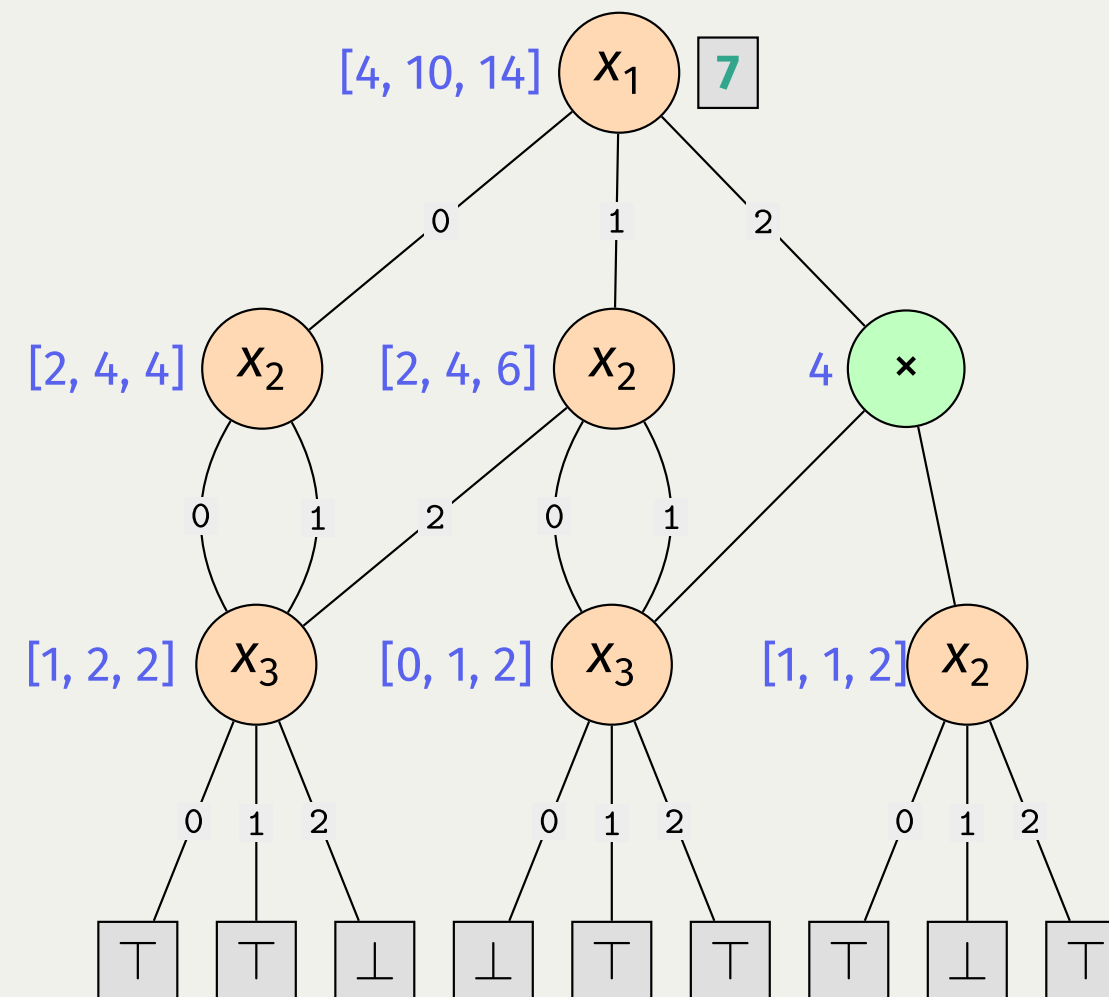 [4, 10, 14] x₁ 7
0 1 2
[2, 4, 4] x₂ [2, 4, 6] x₂ 4 ×
0 1 2 0 1
[1, 2, 2] x₃ [0, 1, 2] x₃ [1, 1, 2] x₂
0 1 2 0 1 2 0 1 2
⊤ ⊤ ⊥ ⊥ ⊤ ⊤ ⊤ ⊥ ⊤